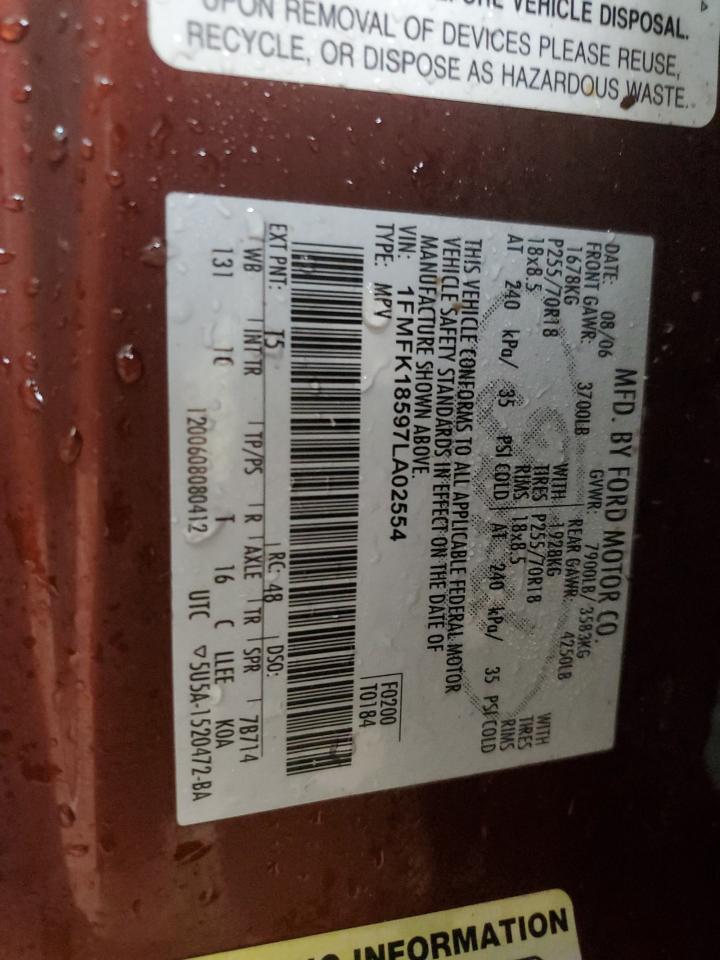 VEHICLE DISPOSAL.
UPON REMOVAL OF DEVICES PLEASE REUSE,
RECYCLE, OR DISPOSE AS HAZARDOUS WASTE.
MFD. BY FORD MOTOR CO.
DATE: 08/06 GVWR: 7900LB/3583KG
FRONT GAWR: 3700LB REAR GAWR: 4250LB
1678KG WITH 1928KG WITH
P255/70R18 TIRES P255/70R18 TIRES
18x8.5 RIMS 18x8.5 RIMS
AT 240 kPa/ 35 PSI COLD AT 240 kPa/ 35 PSI COLD
THIS VEHICLE CONFORMS TO ALL APPLICABLE FEDERAL MOTOR
VEHICLE SAFETY STANDARDS IN EFFECT ON THE DATE OF
MANUFACTURE SHOWN ABOVE.
VIN: 1FMFK18597LA02554
TYPE: MPV
F0200
T0184
EXT PNT: T5 RC: 48 DSO:
WB INT TR TP/PS R AXLE TR SPR 7B714
131 T 16 C LLEE K0A
1200608080412 UTC ▽5U5A-1520472-BA
INFORMATION